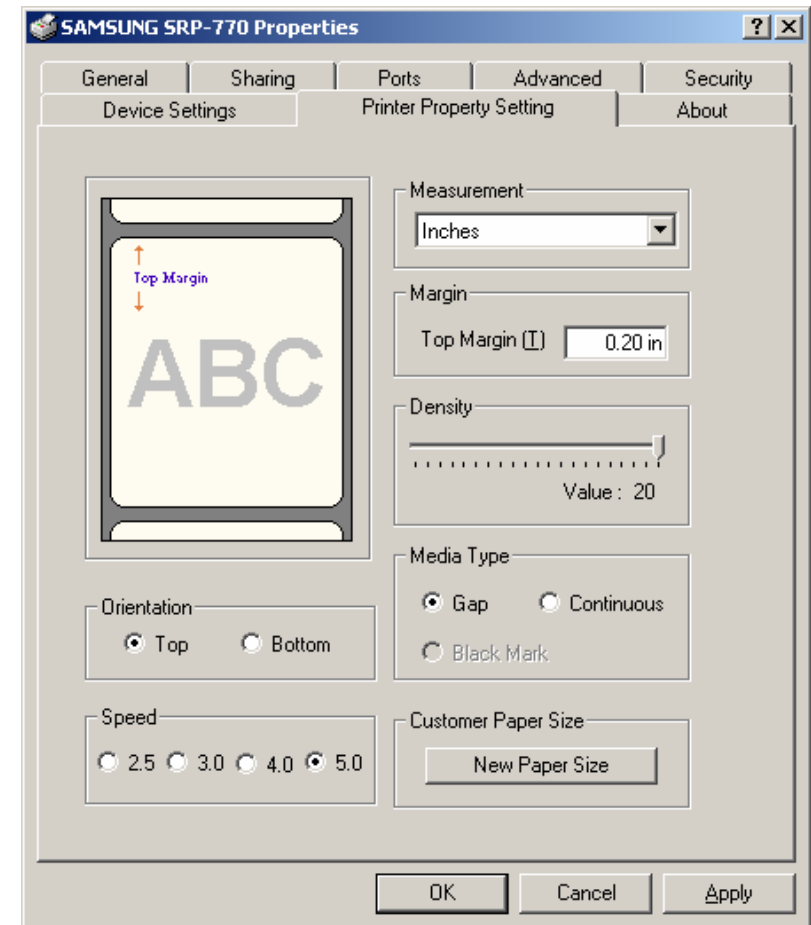 SAMSUNG SRP-770 Properties
General Sharing Ports Advanced Security
Device Settings Printer Property Setting About
Top Margin
ABC
Measurement
Inches
Margin
Top Margin (T) 0.20 in
Density
Value : 20
Media Type
Gap Continuous
Black Mark
Orientation
Top Bottom
Speed
2.5 3.0 4.0 5.0
Customer Paper Size
New Paper Size
OK Cancel Apply